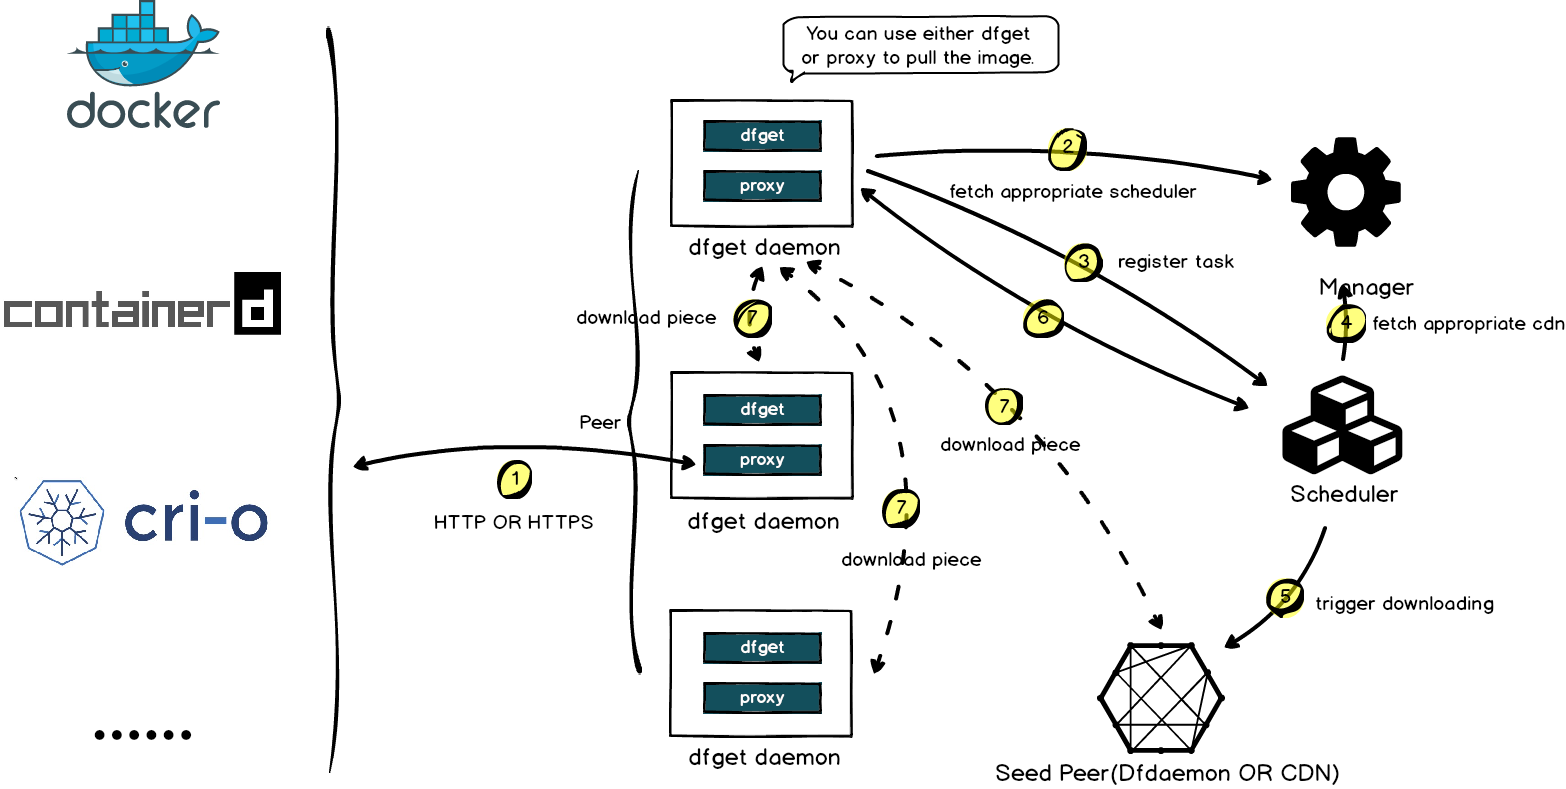 docker
containerd
cri-o
......
You can use either dfget
or proxy to pull the image.
dfget
proxy
dfget daemon
2
fetch appropriate scheduler
3
register task
6
Manager
4
fetch appropriate cdn
download piece
7
Peer
dfget
proxy
dfget daemon
1
HTTP OR HTTPS
7
download piece
7
download piece
Scheduler
5
trigger downloading
dfget
proxy
dfget daemon
Seed Peer(Dfdaemon OR CDN)